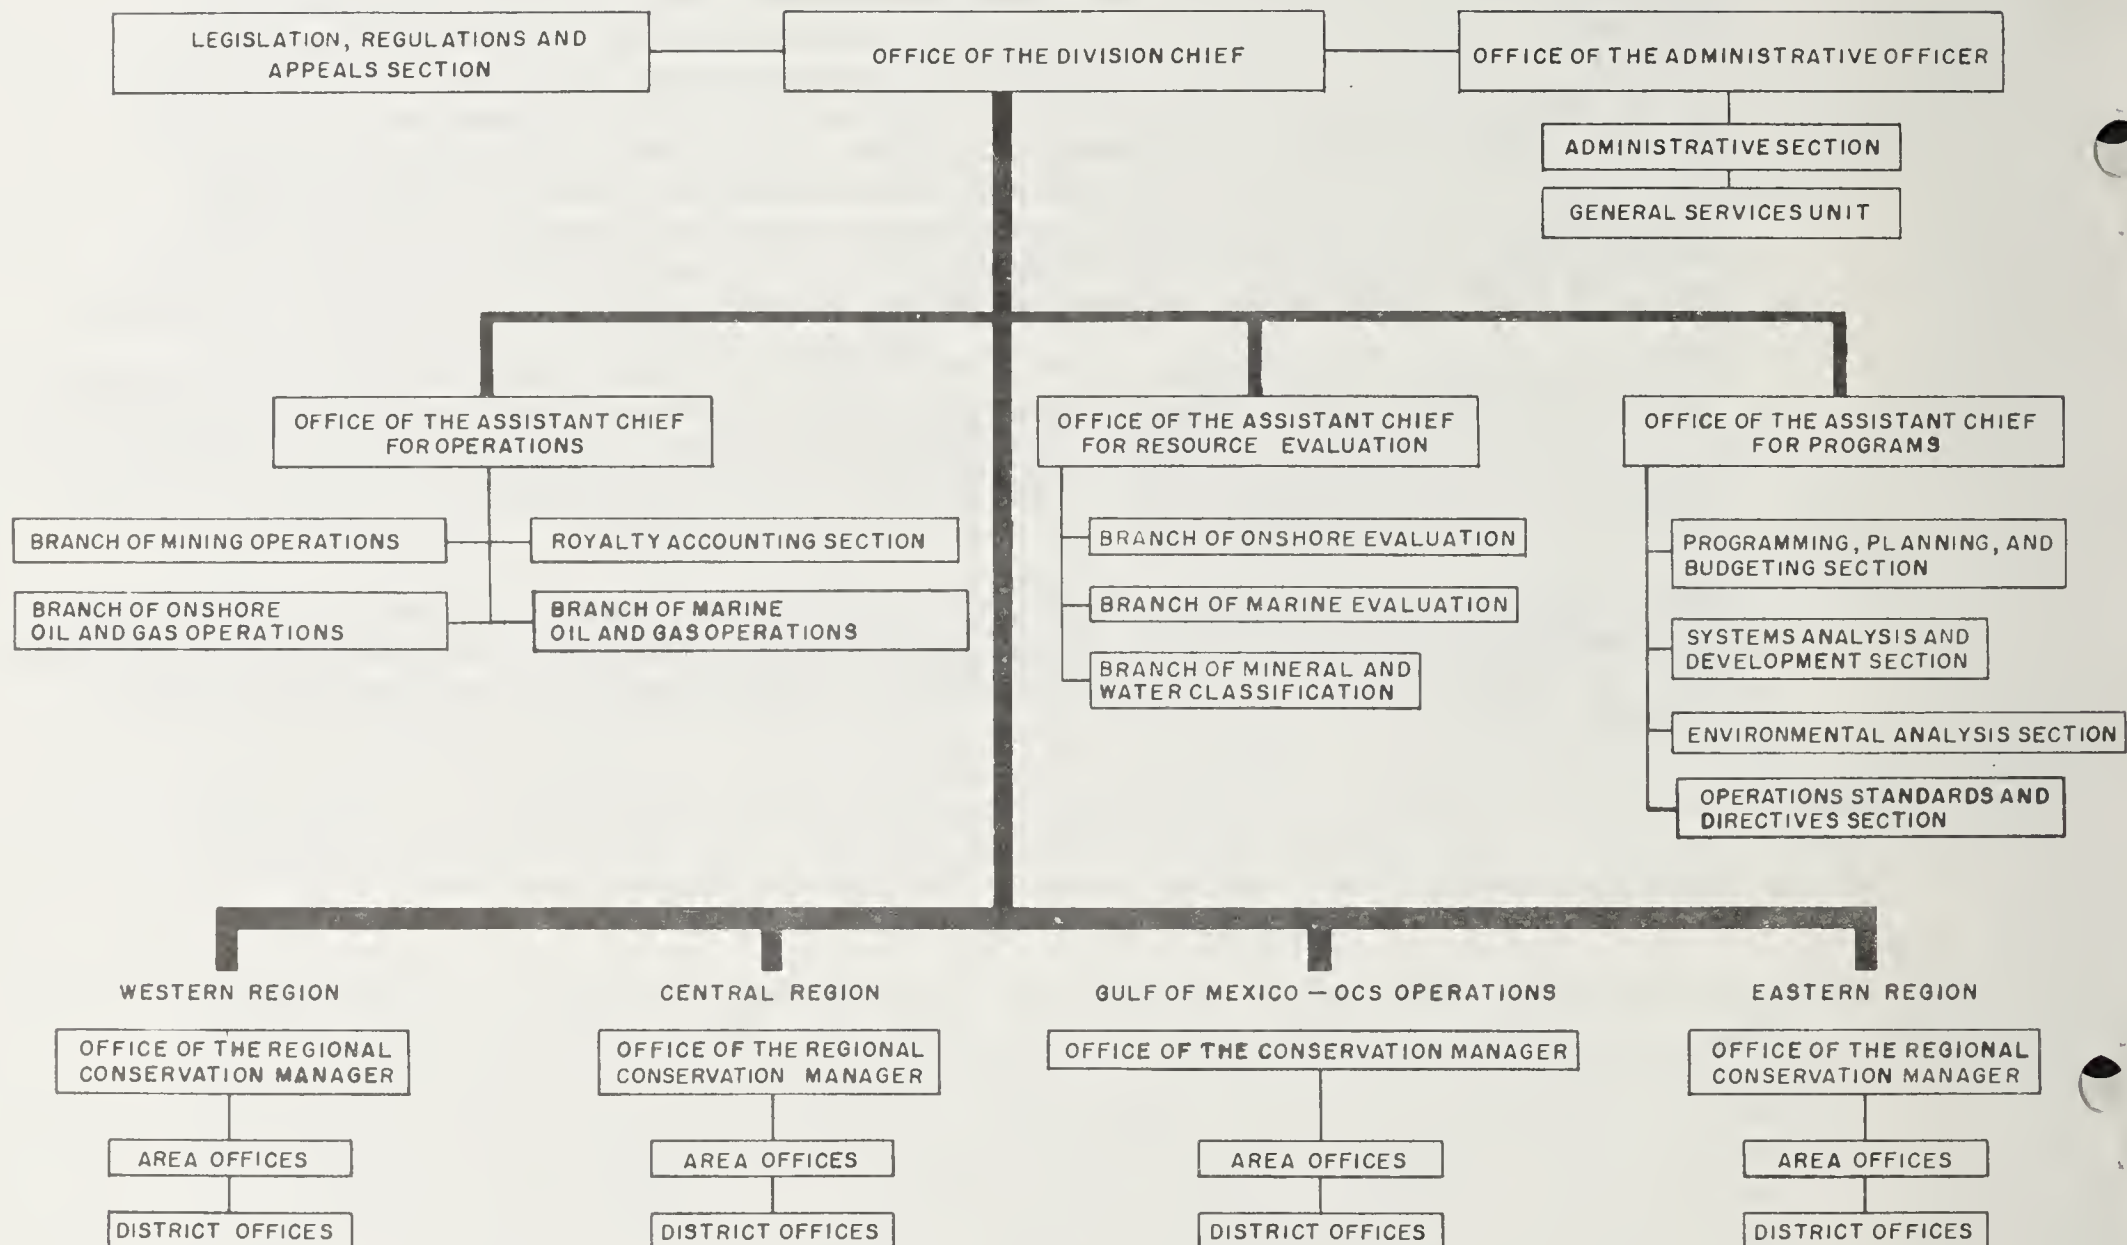 LEGISLATION, REGULATIONS AND
APPEALS SECTION
OFFICE OF THE DIVISION CHIEF
OFFICE OF THE ADMINISTRATIVE OFFICER
ADMINISTRATIVE SECTION
GENERAL SERVICES UNIT
OFFICE OF THE ASSISTANT CHIEF
FOR OPERATIONS
BRANCH OF MINING OPERATIONS
ROYALTY ACCOUNTING SECTION
BRANCH OF ONSHORE
OIL AND GAS OPERATIONS
BRANCH OF MARINE
OIL AND GAS OPERATIONS
OFFICE OF THE ASSISTANT CHIEF
FOR RESOURCE EVALUATION
BRANCH OF ONSHORE EVALUATION
BRANCH OF MARINE EVALUATION
BRANCH OF MINERAL AND
WATER CLASSIFICATION
OFFICE OF THE ASSISTANT CHIEF
FOR PROGRAMS
PROGRAMMING, PLANNING, AND
BUDGETING SECTION
SYSTEMS ANALYSIS AND
DEVELOPMENT SECTION
ENVIRONMENTAL ANALYSIS SECTION
OPERATIONS STANDARDS AND
DIRECTIVES SECTION
WESTERN REGION
OFFICE OF THE REGIONAL
CONSERVATION MANAGER
AREA OFFICES
DISTRICT OFFICES
CENTRAL REGION
OFFICE OF THE REGIONAL
CONSERVATION MANAGER
AREA OFFICES
DISTRICT OFFICES
GULF OF MEXICO — OCS OPERATIONS
OFFICE OF THE CONSERVATION MANAGER
AREA OFFICES
DISTRICT OFFICES
EASTERN REGION
OFFICE OF THE REGIONAL
CONSERVATION MANAGER
AREA OFFICES
DISTRICT OFFICES